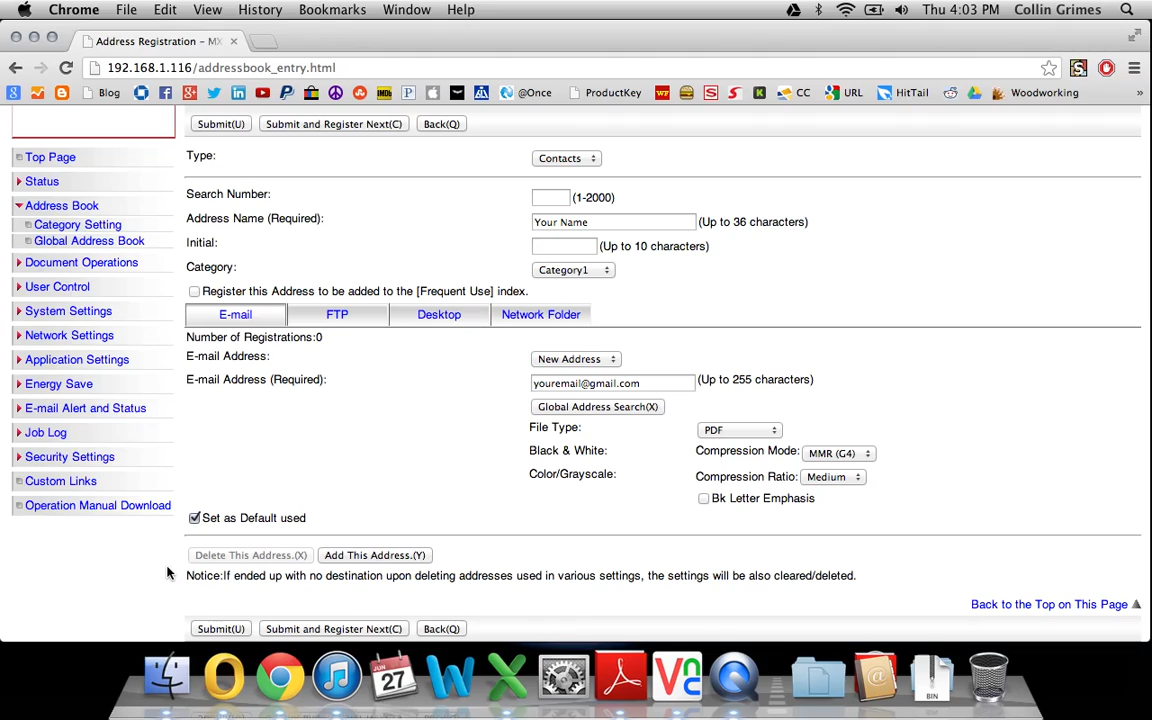 Chrome File Edit View History Bookmarks Window Help Thu 4:03 PM Collin Grimes
Address Registration – MX
192.168.1.116/addressbook_entry.html
Blog @Once ProductKey CC URL HitTail Woodworking »
Submit(U) Submit and Register Next(C) Back(Q)
Top Page
Status
Address Book
Category Setting
Global Address Book
Document Operations
User Control
System Settings
Network Settings
Application Settings
Energy Save
E-mail Alert and Status
Job Log
Security Settings
Custom Links
Operation Manual Download
Type: Contacts
Search Number: (1-2000)
Address Name (Required): Your Name (Up to 36 characters)
Initial: (Up to 10 characters)
Category: Category1
Register this Address to be added to the [Frequent Use] index.
E-mail FTP Desktop Network Folder
Number of Registrations:0
E-mail Address: New Address
E-mail Address (Required): youremail@gmail.com (Up to 255 characters)
Global Address Search(X)
File Type: PDF
Black & White: Compression Mode: MMR (G4)
Color/Grayscale: Compression Ratio: Medium
Bk Letter Emphasis
Set as Default used
Delete This Address.(X) Add This Address.(Y)
Notice:If ended up with no destination upon deleting addresses used in various settings, the settings will be also cleared/deleted.
Back to the Top on This Page
Submit(U) Submit and Register Next(C) Back(Q)
JUN
27
BIN